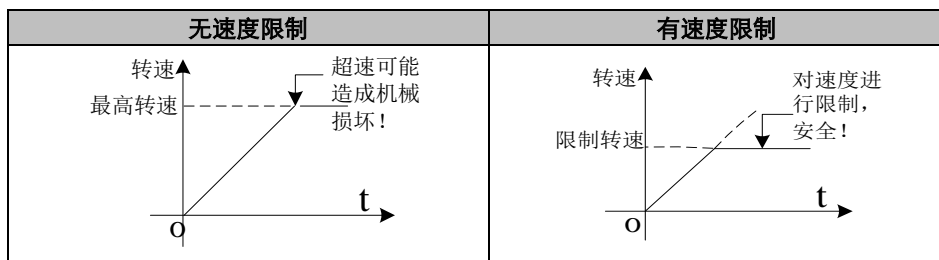 无速度限制
有速度限制
转速
最高转速
超速可能
造成机械
损坏！
t
O
转速
限制转速
对速度进
行限制，
安全！
t
O